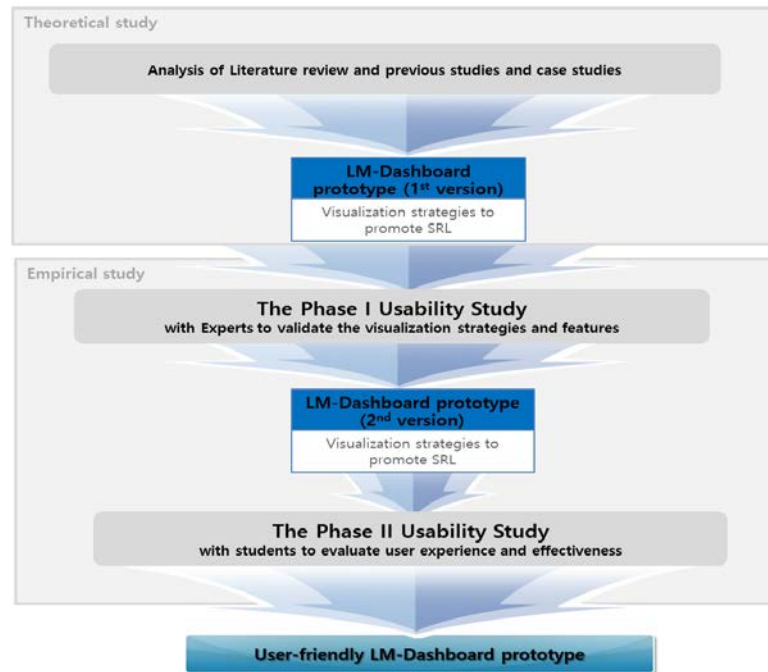 Theoretical study
Analysis of Literature review and previous studies and case studies
LM-Dashboard
prototype (1st version)
Visualization strategies to
promote SRL
Empirical study
The Phase I Usability Study
with Experts to validate the visualization strategies and features
LM-Dashboard prototype
(2nd version)
Visualization strategies to
promote SRL
The Phase II Usability Study
with students to evaluate user experience and effectiveness
User-friendly LM-Dashboard prototype